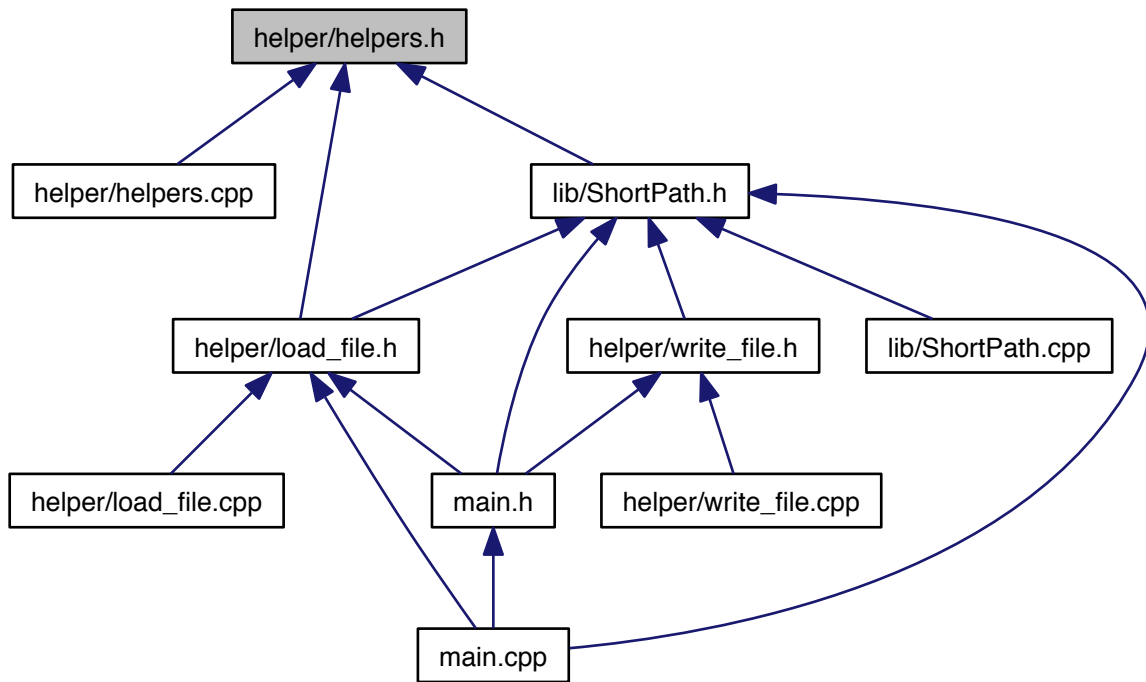 helper/helpers.h
helper/helpers.cpp
lib/ShortPath.h
helper/load_file.h
helper/write_file.h
lib/ShortPath.cpp
helper/load_file.cpp
main.h
helper/write_file.cpp
main.cpp